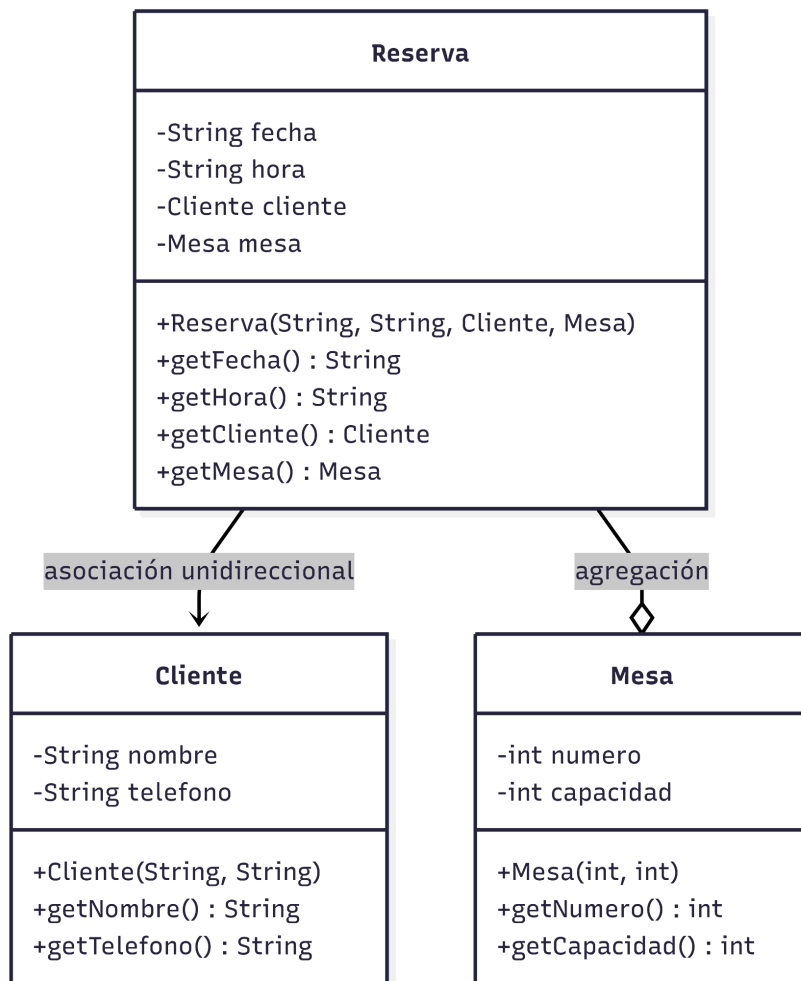 Reserva
-String fecha
-String hora
-Cliente cliente
-Mesa mesa
+Reserva(String, String, Cliente, Mesa)
+getFecha() : String
+getHora() : String
+getCliente() : Cliente
+getMesa() : Mesa
asociación unidireccional
agregación
Cliente
-String nombre
-String telefono
+Cliente(String, String)
+getNombre() : String
+getTelefono() : String
Mesa
-int numero
-int capacidad
+Mesa(int, int)
+getNumero() : int
+getCapacidad() : int